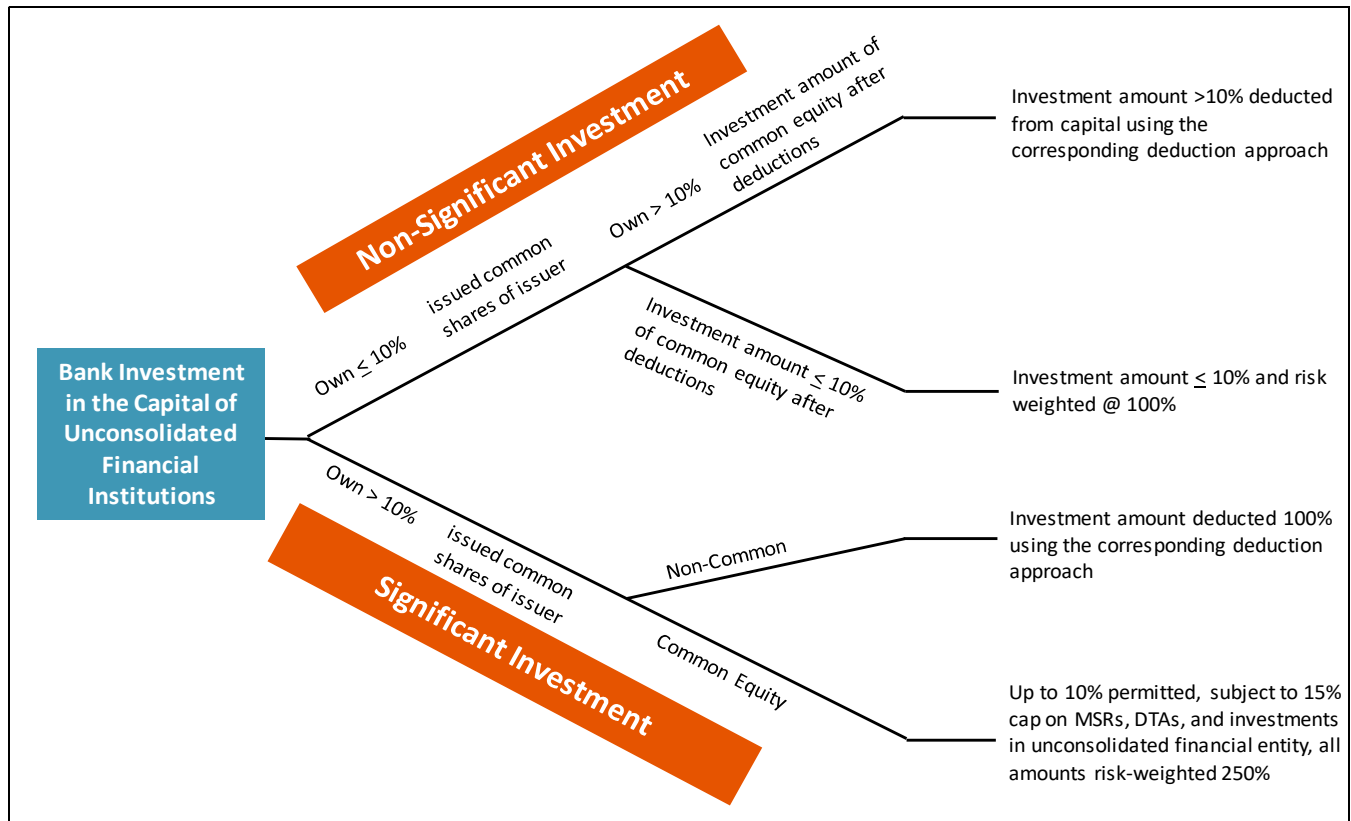 Bank Investment
in the Capital of
Unconsolidated
Financial
Institutions
Non-Significant Investment
Own ≤ 10%
issued common
shares of issuer
Own > 10%
Investment amount of
common equity after
deductions
Investment amount >10% deducted
from capital using the
corresponding deduction approach
Investment amount ≤ 10%
of common equity after
deductions
Investment amount ≤ 10% and risk
weighted @ 100%
Own > 10%
issued common
shares of issuer
Significant Investment
Non-Common
Investment amount deducted 100%
using the corresponding deduction
approach
Common Equity
Up to 10% permitted, subject to 15%
cap on MSRs, DTAs, and investments
in unconsolidated financial entity, all
amounts risk-weighted 250%